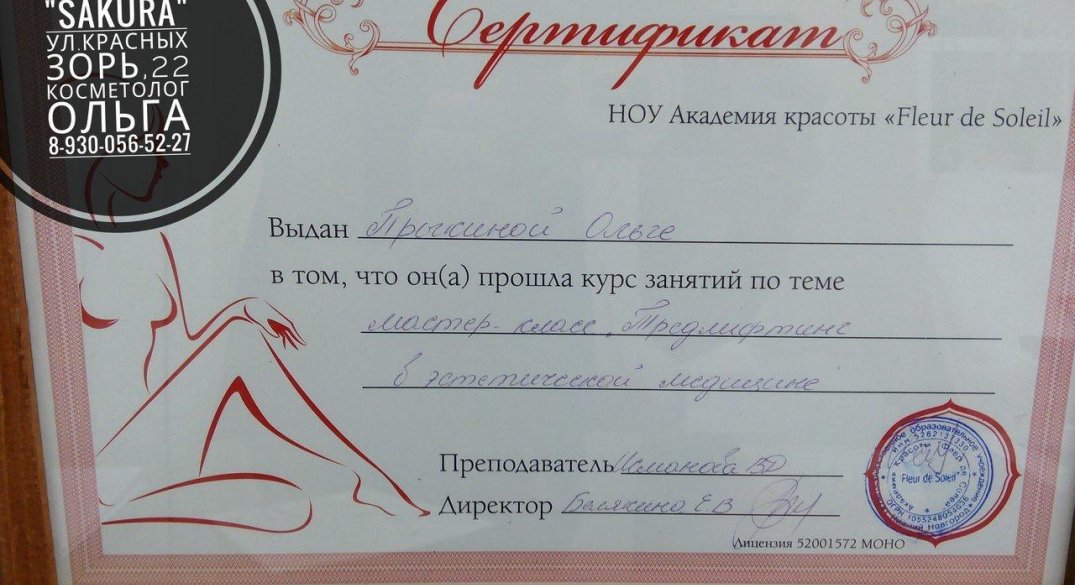 "SAKURA"
УЛ.КРАСНЫХ
ЗОРЬ,22
КОСМЕТОЛОГ
ОЛЬГА
8-930-056-52-27
Сертификат
НОУ Академия красоты «Fleur de Soleil»
Выдан Ольге
в том, что он(а) прошла курс занятий по теме
мастер-класс "Тредлифтинг
в эстетической медицине
Преподаватель
Директор Е В
Fleur de Soleil
Лицензия 52001572 МОНО